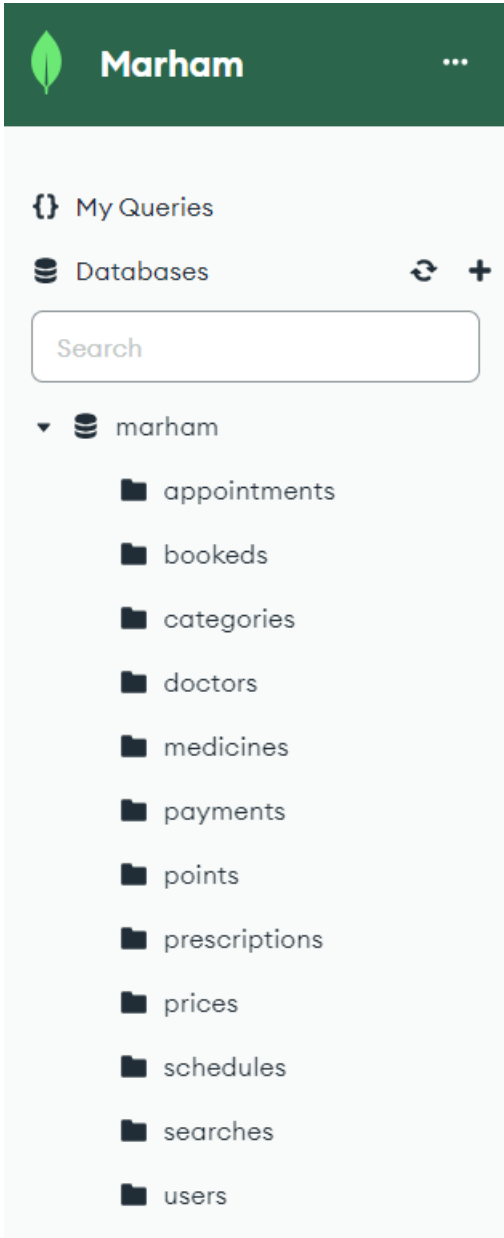 Marham
{} My Queries
Databases
Search
marham
appointments
bookeds
categories
doctors
medicines
payments
points
prescriptions
prices
schedules
searches
users